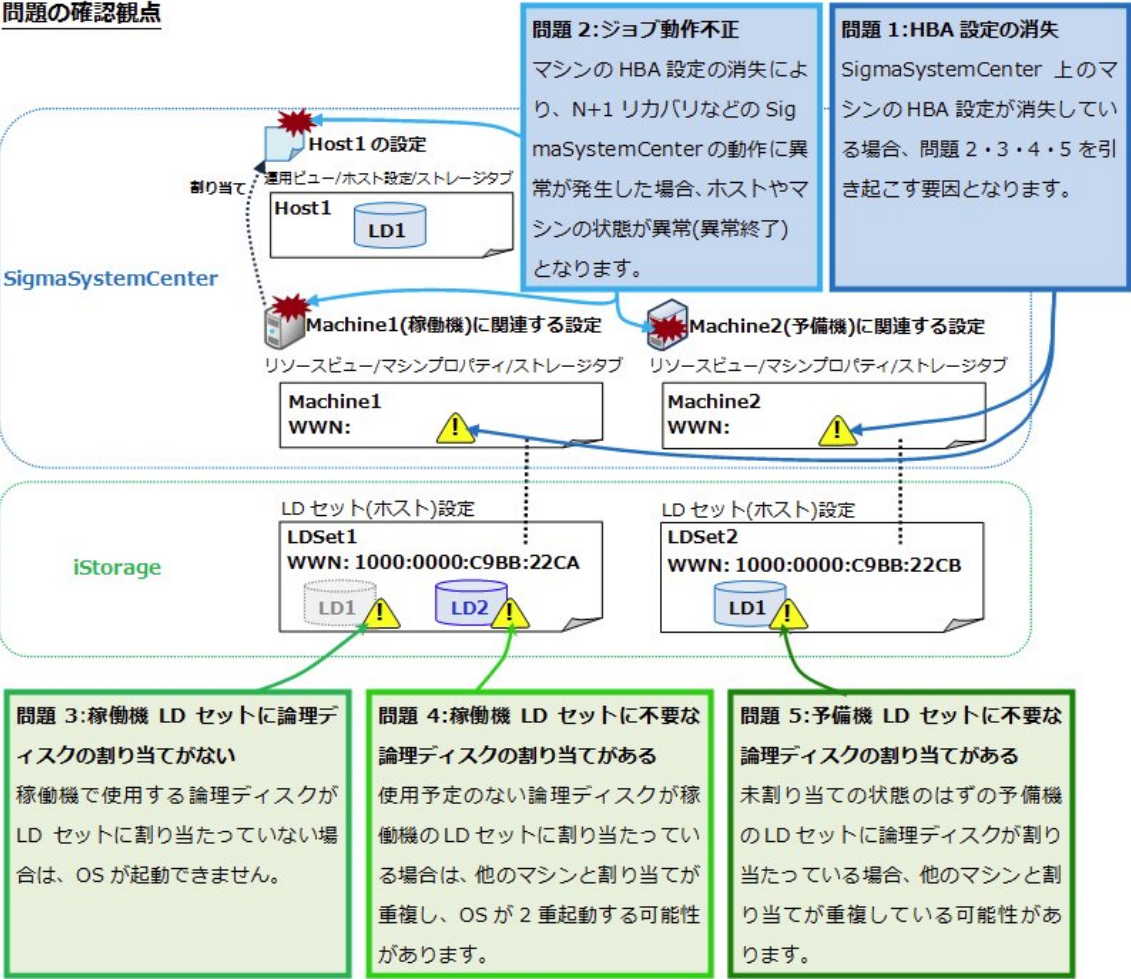 問題の確認観点
問題 2:ジョブ動作不正
マシンの HBA 設定の消失によ
り、N+1 リカバリなどの Sig
maSystemCenter の動作に異
常が発生した場合、ホストやマ
シンの状態が異常(異常終了)
となります。
問題 1:HBA 設定の消失
SigmaSystemCenter 上のマ
シンの HBA 設定が消失してい
る場合、問題 2・3・4・5 を引
き起こす要因となります。
Host1 の設定
割り当て
運用ビュー/ホスト設定/ストレージタブ
Host1
LD1
SigmaSystemCenter
Machine1(稼働機)に関連する設定
リソースビュー/マシンプロパティ/ストレージタブ
Machine1
WWN:
Machine2(予備機)に関連する設定
リソースビュー/マシンプロパティ/ストレージタブ
Machine2
WWN:
iStorage
LD セット(ホスト)設定
LDSet1
WWN: 1000:0000:C9BB:22CA
LD1
LD2
LD セット(ホスト)設定
LDSet2
WWN: 1000:0000:C9BB:22CB
LD1
問題 3:稼働機 LD セットに論理デ
ィスクの割り当てがない
稼働機で使用する論理ディスクが
LD セットに割り当たっていない場
合は、OS が起動できません。
問題 4:稼働機 LD セットに不要な
論理ディスクの割り当てがある
使用予定のない論理ディスクが稼
働機の LD セットに割り当たってい
る場合は、他のマシンと割り当てが
重複し、OS が 2 重起動する可能性
があります。
問題 5:予備機 LD セットに不要な
論理ディスクの割り当てがある
未割り当ての状態のはずの予備機
の LD セットに論理ディスクが割り
当たっている場合、他のマシンと割
り当てが重複している可能性があ
ります。